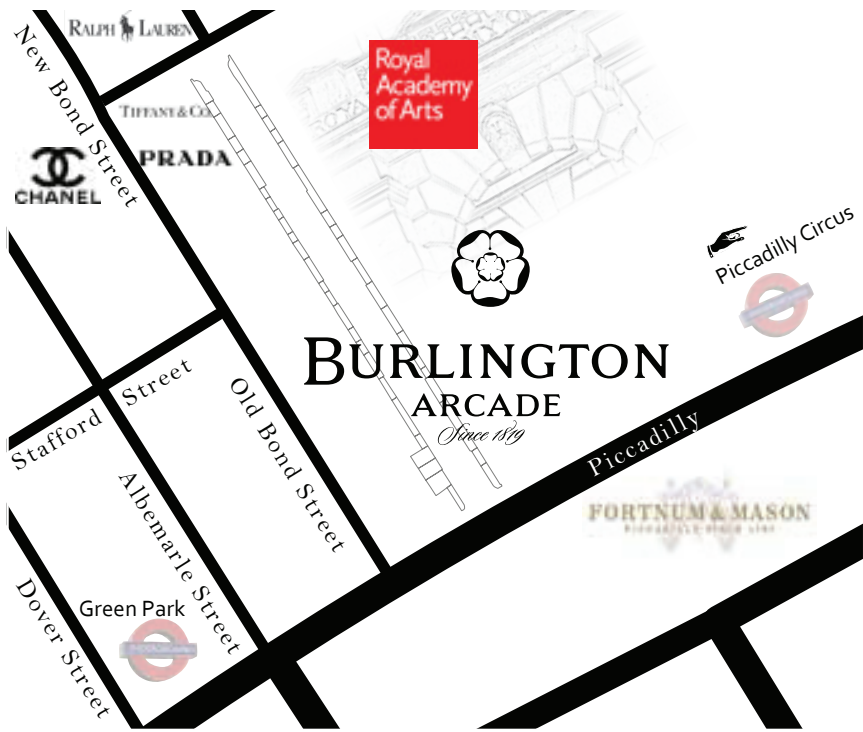 RALPH LAUREN
New Bond Street
TIFFANY & CO.
PRADA
CHANEL
Royal
Academy
of Arts
Piccadilly Circus
BURLINGTON
ARCADE
Since 1819
Stafford Street
Old Bond Street
Albemarle Street
Piccadilly
FORTNUM & MASON
Green Park
Dover Street